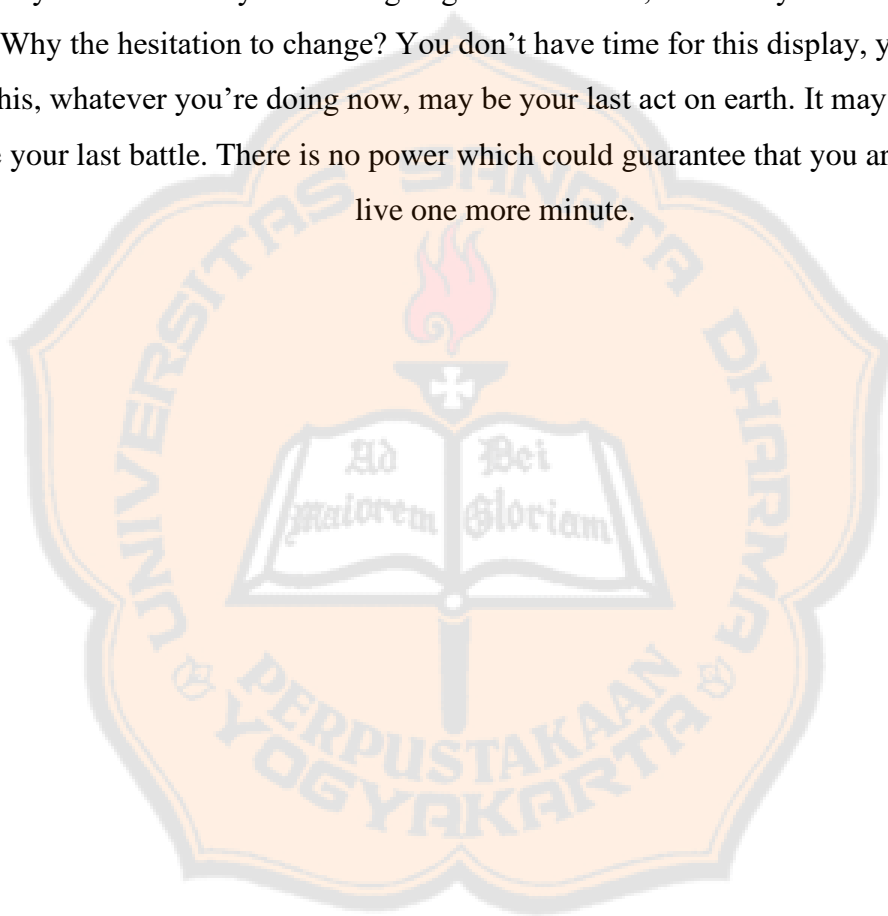 Why the hesitation to change? You don’t have time for this display, y
his, whatever you’re doing now, may be your last act on earth. It may
your last battle. There is no power which could guarantee that you ar
live one more minute.
UNIVERSITAS SANATA DHARMA
Ad Dei
Maiorem Gloriam
PERPUSTAKAAN
YOGYAKARTA